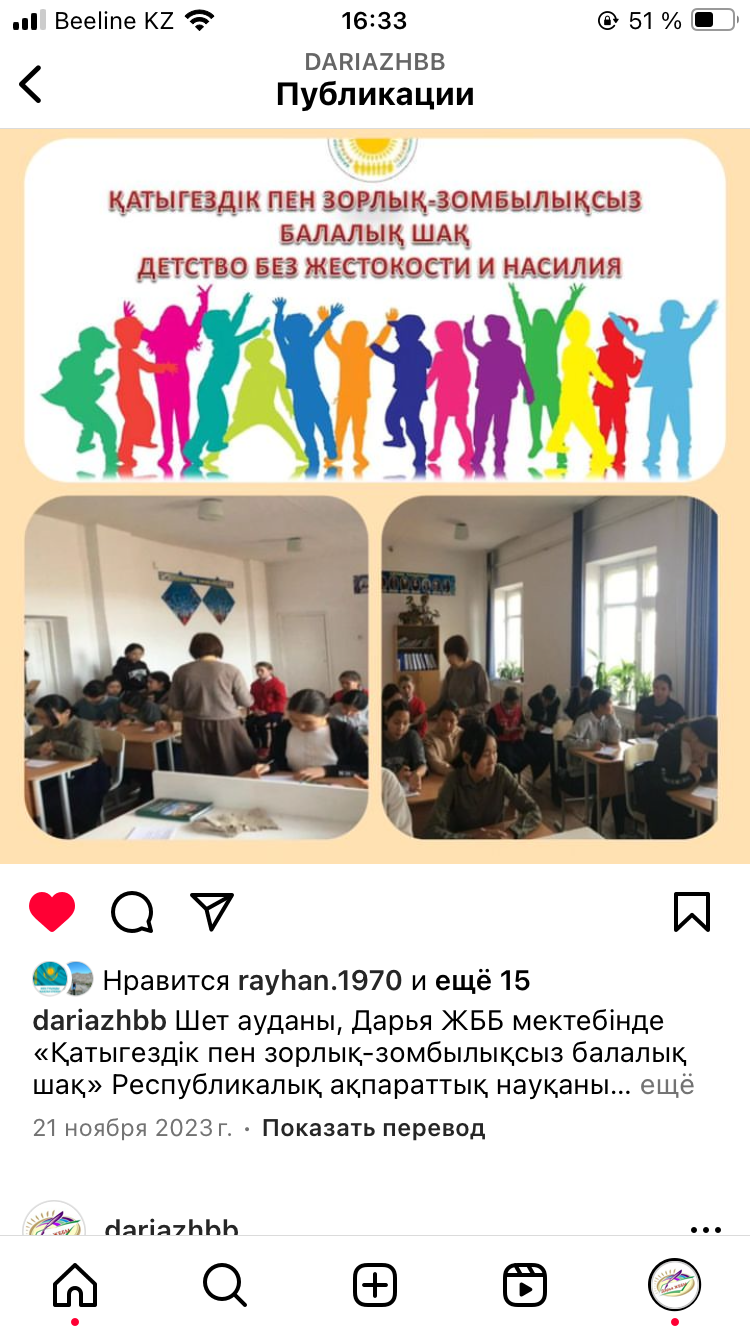 Beeline KZ 16:33 51 %
DARIAZHBB
Публикации
ҚАТЫГЕЗДІК ПЕН ЗОРЛЫҚ-ЗОМБЫЛЫҚСЫЗ
БАЛАЛЫҚ ШАҚ
ДЕТСТВО БЕЗ ЖЕСТОКОСТИ И НАСИЛИЯ
Нравится rayhan.1970 и ещё 15
dariazhbb Шет ауданы, Дарья ЖББ мектебінде
«Қатыгездік пен зорлық-зомбылықсыз балалық
шақ» Республикалық ақпараттық науқаны... ещё
21 ноября 2023 г. · Показать перевод
dariazhbb